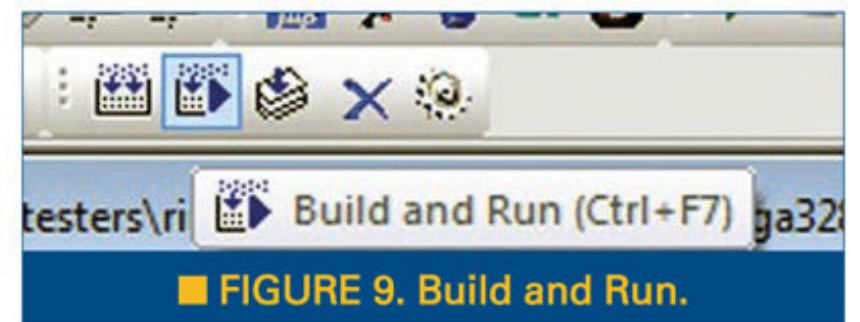 testers\ri
Build and Run (Ctrl+F7)
ga328
■ FIGURE 9. Build and Run.